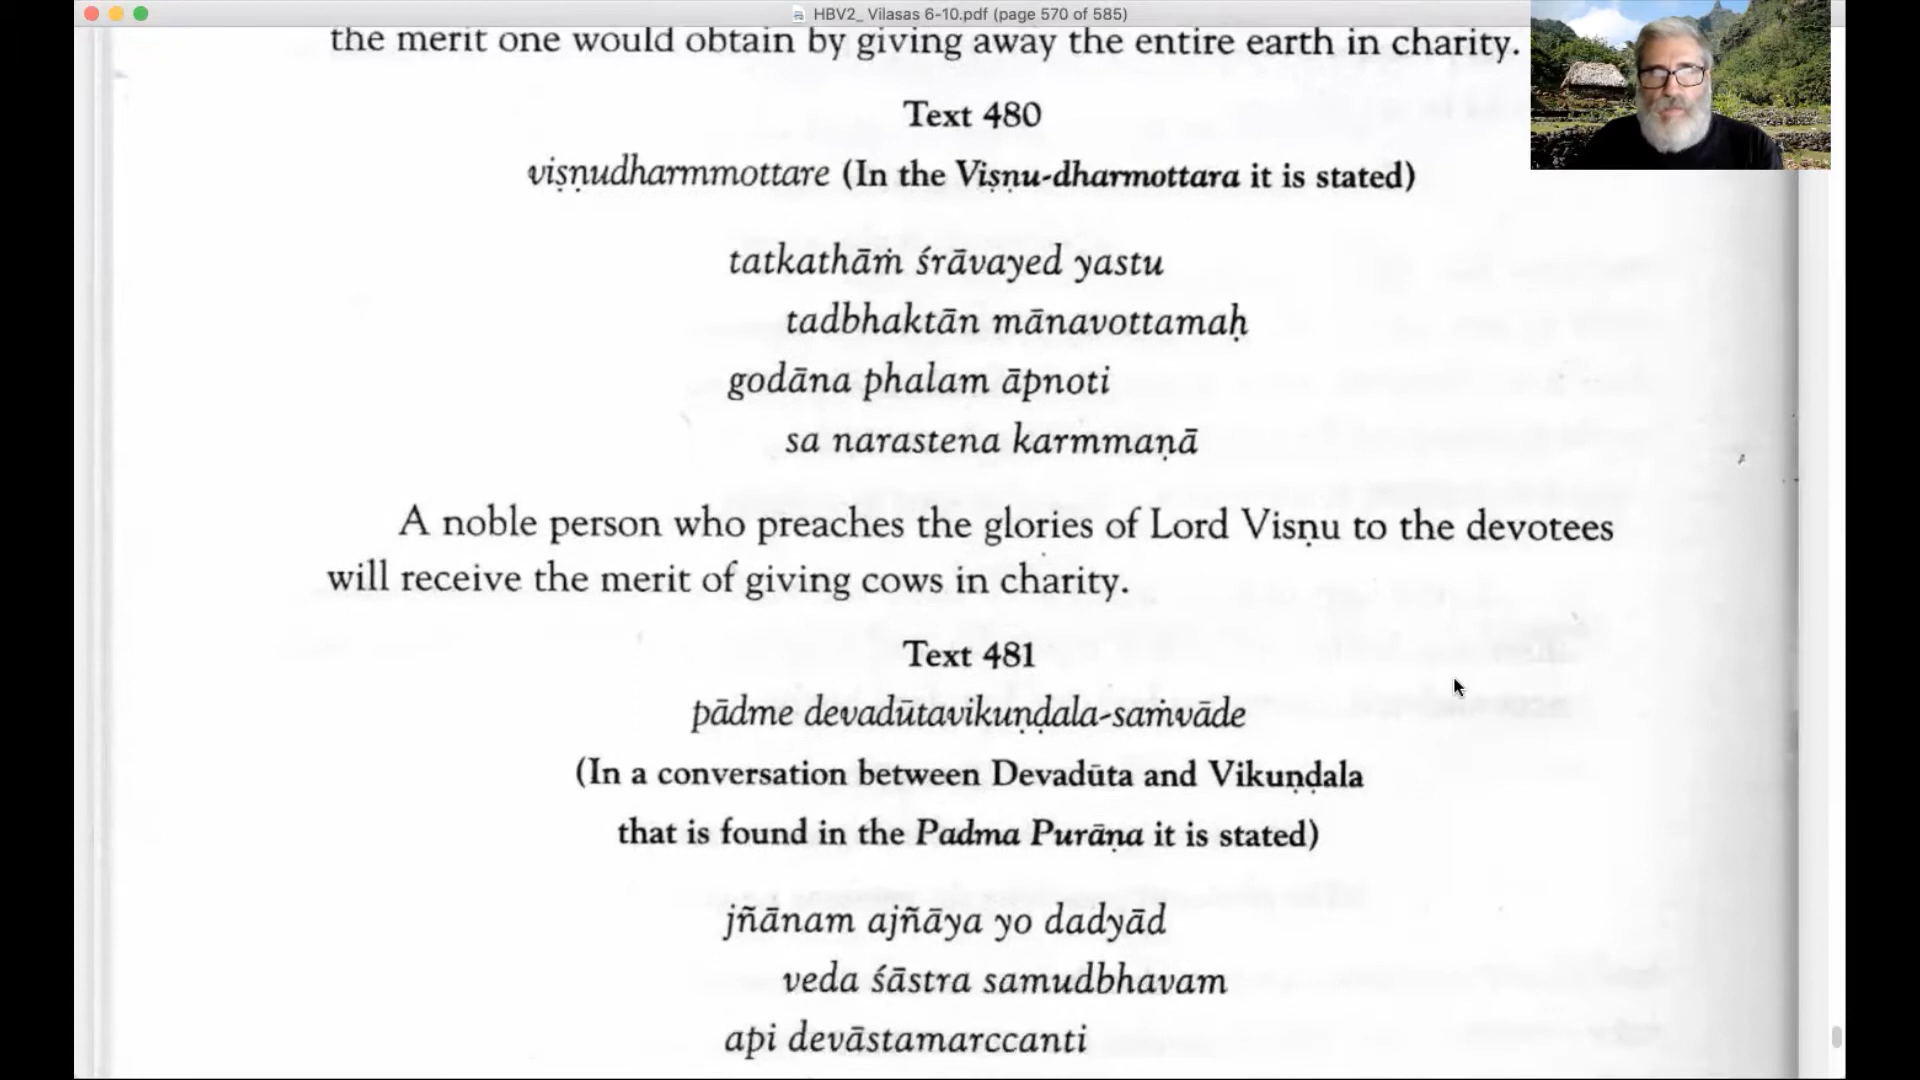 HBV2_ Vilasas 6-10.pdf (page 570 of 585)
the merit one would obtain by giving away the entire earth in charity.
Text 480
viṣṇudharmmottare (In the Viṣṇu-dharmottara it is stated)
tatkathāṁ śrāvayed yastu
tadbhaktān mānavottamaḥ
godāna phalam āpnoti
sa narastena karmmaṇā
A noble person who preaches the glories of Lord Viṣṇu to the devotees
will receive the merit of giving cows in charity.
Text 481
pādme devadūtavikuṇḍala-saṁvāde
(In a conversation between Devadūta and Vikuṇḍala
that is found in the Padma Purāṇa it is stated)
jñānam ajñāya yo dadyād
veda śāstra samudbhavam
api devāstamarccanti